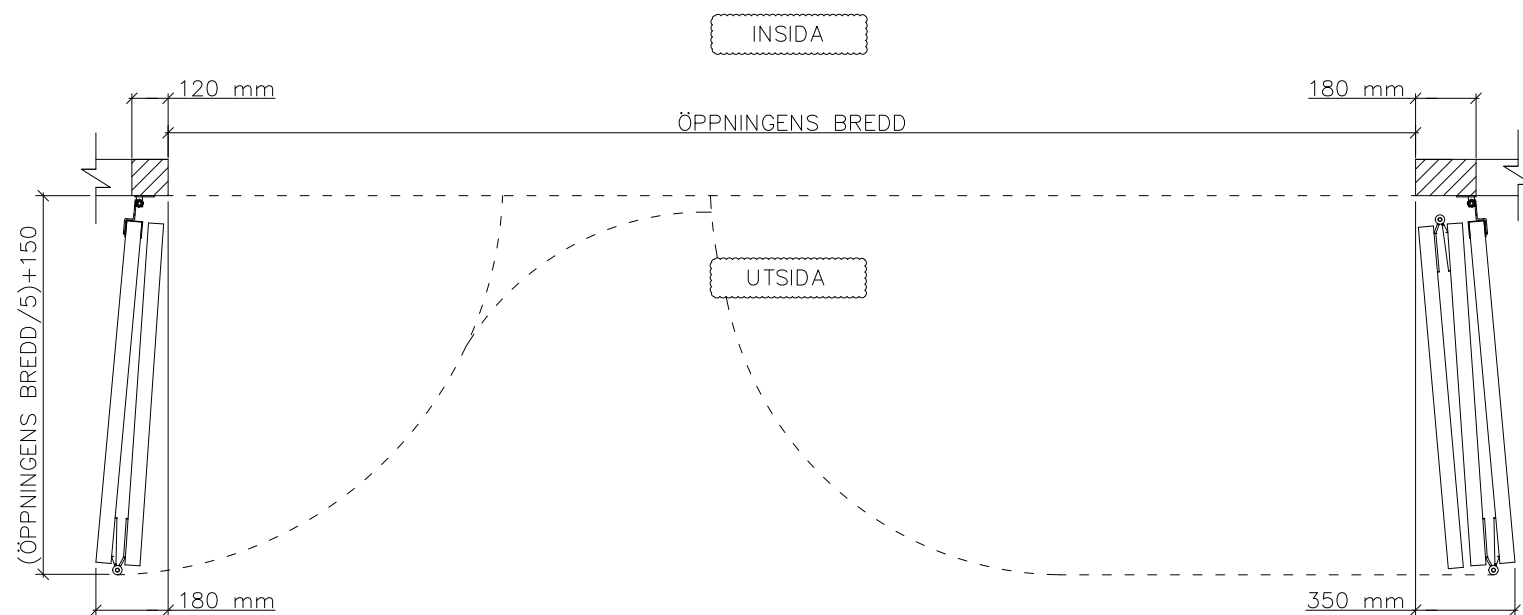 INSIDA
120 mm
180 mm
ÖPPNINGENS BREDD
UTSIDA
(ÖPPNINGENS BREDD/5)+150
180 mm
350 mm